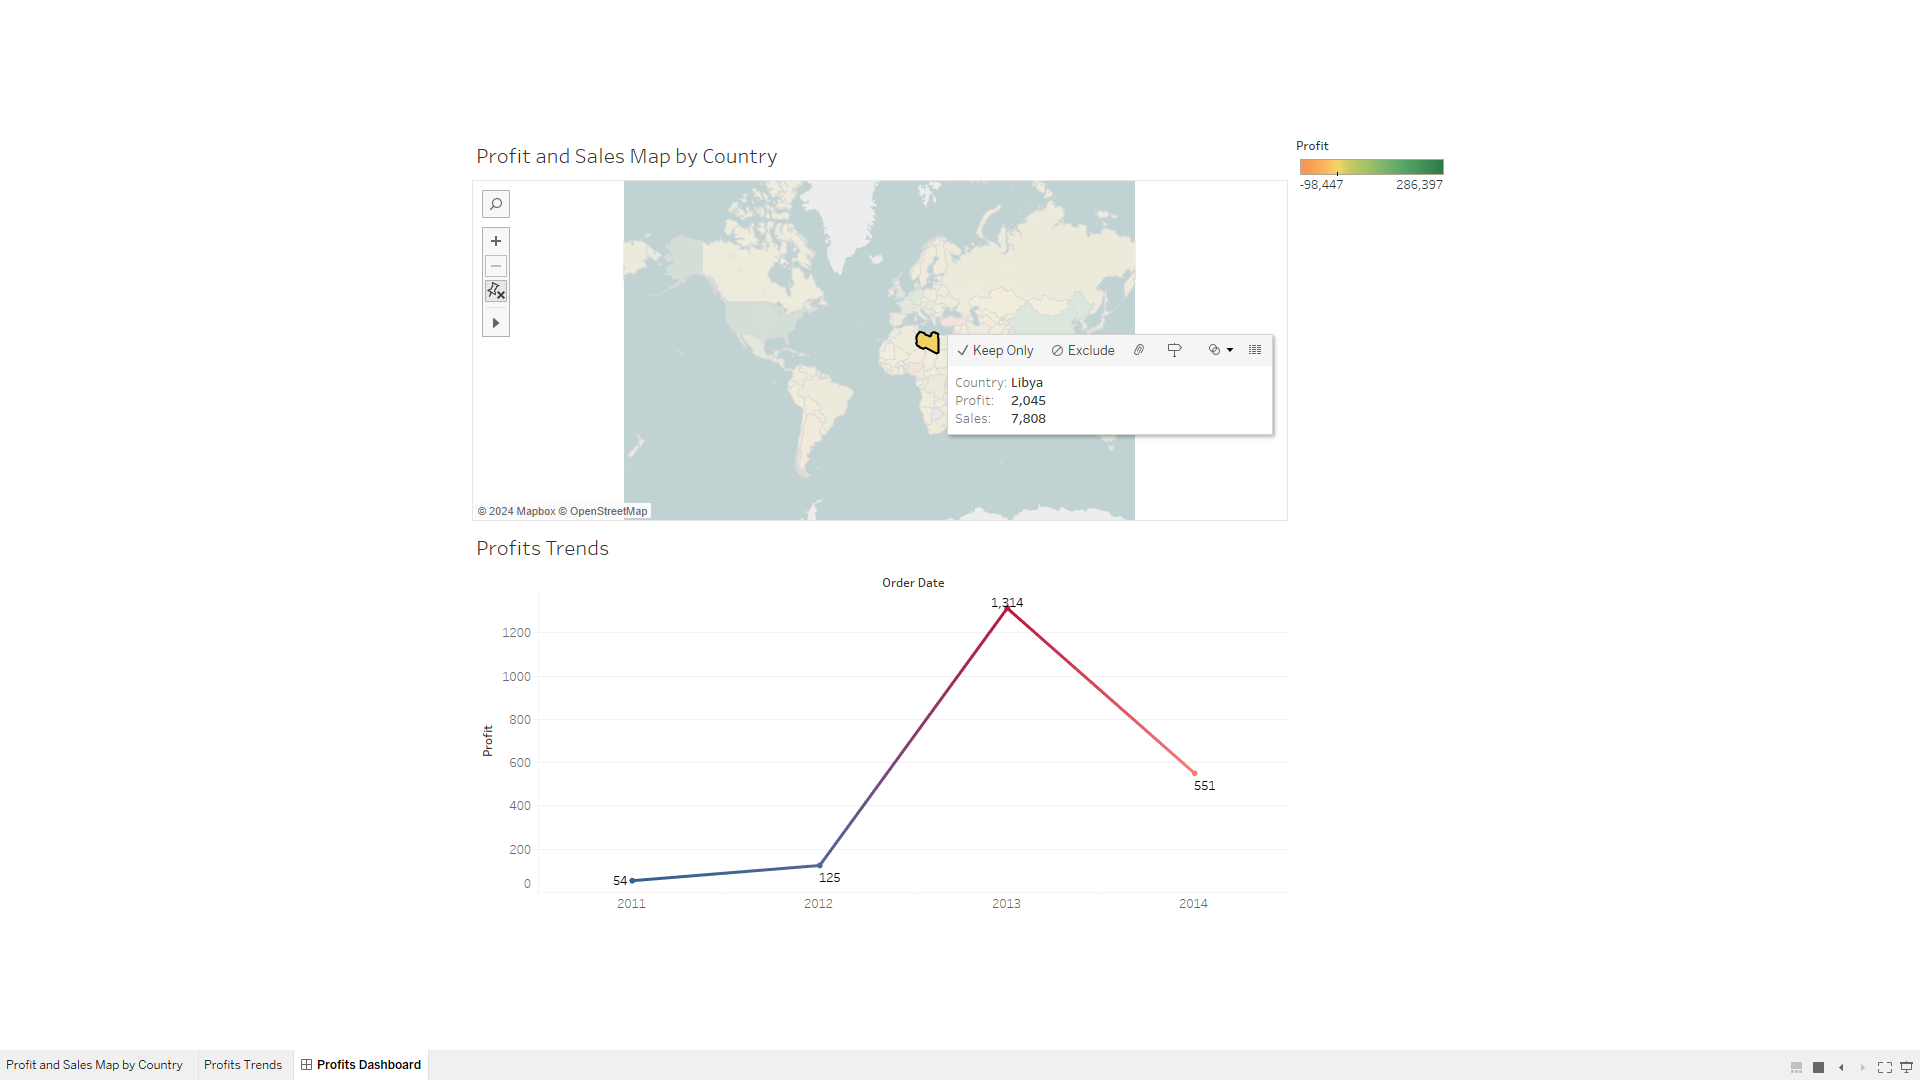 Profit and Sales Map by Country
Profit
-98,447 286,397
Keep Only Exclude
Country: Libya
Profit: 2,045
Sales: 7,808
© 2024 Mapbox © OpenStreetMap
Profits Trends
Order Date
1,314
1200
1000
800
600
400
200
0
Profit
551
54
125
2011 2012 2013 2014
Profit and Sales Map by Country Profits Trends Profits Dashboard